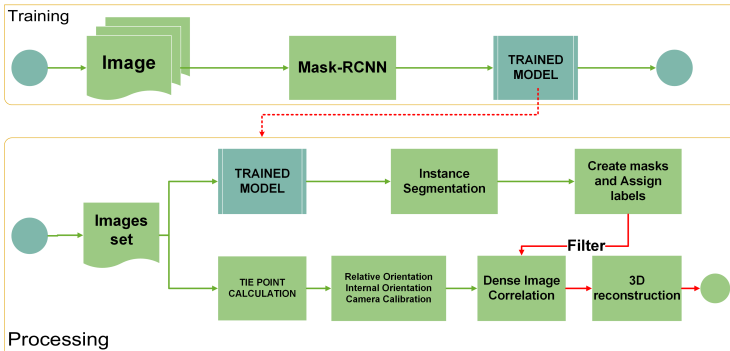 Training
Image
Mask-RCNN
TRAINED
MODEL
TRAINED
MODEL
Instance
Segmentation
Create masks
and Assign
labels
Images
set
Filter
TIE POINT
CALCULATION
Relative Orientation
Internal Orientation
Camera Calibration
Dense Image
Correlation
3D
reconstruction
Processing